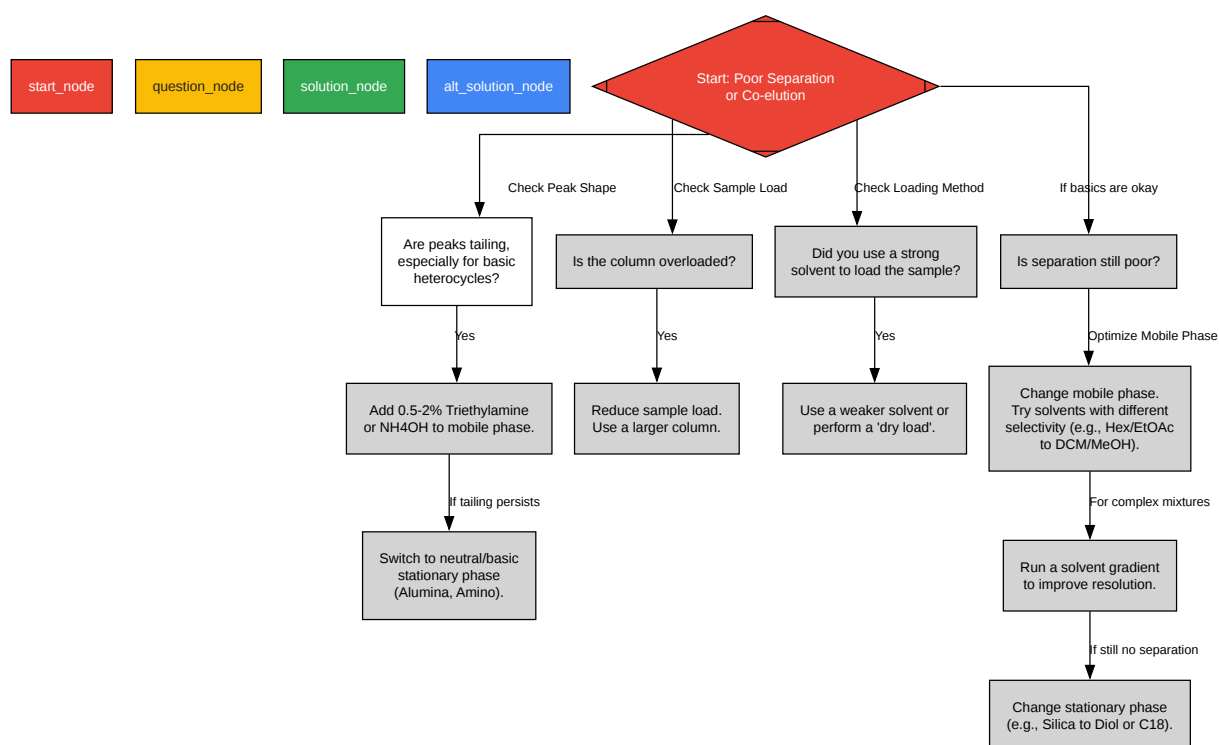 start_node
question_node
solution_node
alt_solution_node
Start: Poor Separation
or Co-elution
Check Peak Shape
Check Sample Load
Check Loading Method
If basics are okay
Are peaks tailing,
especially for basic
heterocycles?
Is the column overloaded?
Did you use a strong
solvent to load the sample?
Is separation still poor?
Yes
Yes
Yes
Optimize Mobile Phase
Add 0.5-2% Triethylamine
or NH4OH to mobile phase.
Reduce sample load.
Use a larger column.
Use a weaker solvent or
perform a 'dry load'.
Change mobile phase.
Try solvents with different
selectivity (e.g., Hex/EtOAc
to DCM/MeOH).
If tailing persists
For complex mixtures
Switch to neutral/basic
stationary phase
(Alumina, Amino).
Run a solvent gradient
to improve resolution.
If still no separation
Change stationary phase
(e.g., Silica to Diol or C18).